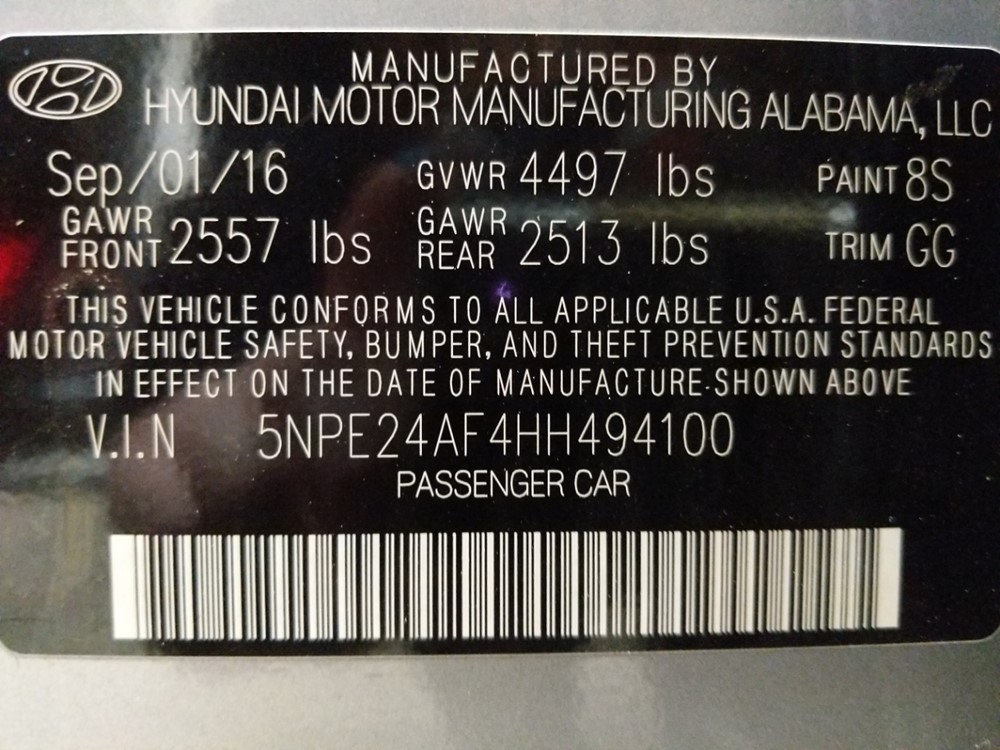 MANUFACTURED BY
HYUNDAI MOTOR MANUFACTURING ALABAMA, LLC
Sep/01/16 GVWR 4497 lbs PAINT 8S
GAWR FRONT 2557 lbs GAWR REAR 2513 lbs TRIM GG
THIS VEHICLE CONFORMS TO ALL APPLICABLE U.S.A. FEDERAL
MOTOR VEHICLE SAFETY, BUMPER, AND THEFT PREVENTION STANDARDS
IN EFFECT ON THE DATE OF MANUFACTURE SHOWN ABOVE
V.I.N 5NPE24AF4HH494100
PASSENGER CAR